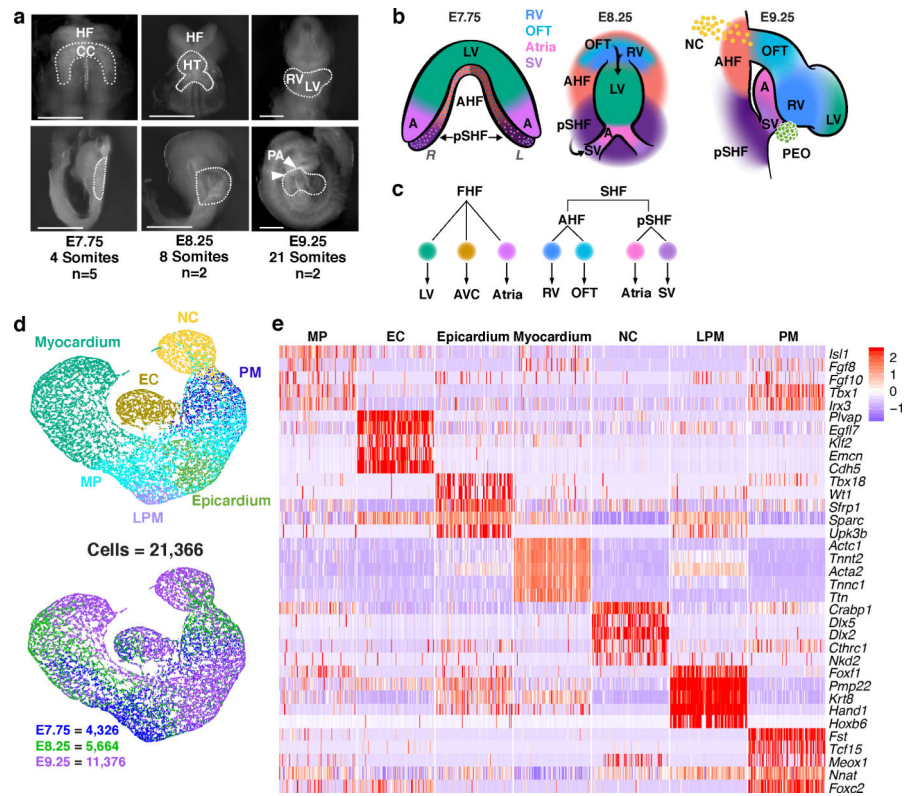 a
HF
CC
HF
HT
RV
LV
PA
E7.75
4 Somites
n=5
E8.25
8 Somites
n=2
E9.25
21 Somites
n=2
b
E7.75
LV
AHF
A
A
pSHF
R
L
RV
OFT
Atria
SV
E8.25
OFT
RV
AHF
LV
pSHF
A
SV
E9.25
NC
AHF
OFT
A
RV
SV
LV
pSHF
PEO
c
FHF
SHF
AHF
pSHF
LV
AVC
Atria
RV
OFT
Atria
SV
d
NC
Myocardium
EC
PM
MP
LPM
Epicardium
Cells = 21,366
E7.75 = 4,326
E8.25 = 5,664
E9.25 = 11,376
e
MP EC Epicardium Myocardium NC LPM PM
Isl1
Fgf8
Fgf10
Tbx1
Irx3
Plvap
Egfl7
Klf2
Emcn
Cdh5
Tbx18
Wt1
Sfrp1
Sparc
Upk3b
Actc1
Tnnt2
Acta2
Tnnc1
Ttn
Crabp1
Dlx5
Dlx2
Cthrc1
Nkd2
Foxf1
Pmp22
Krt8
Hand1
Hoxb6
Fst
Tcf15
Meox1
Nnat
Foxc2
2
1
0
−1